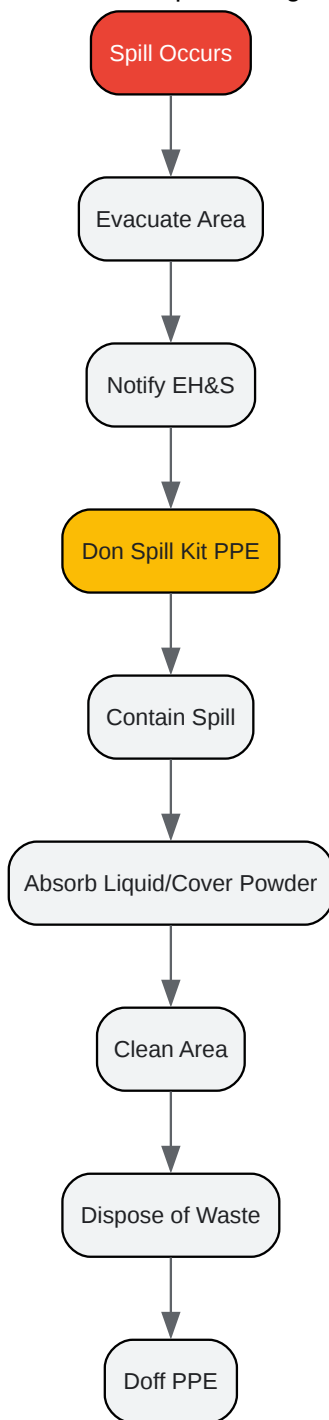 Spill Occurs
Evacuate Area
Notify EH&S
Don Spill Kit PPE
Contain Spill
Absorb Liquid/Cover Powder
Clean Area
Dispose of Waste
Doff PPE